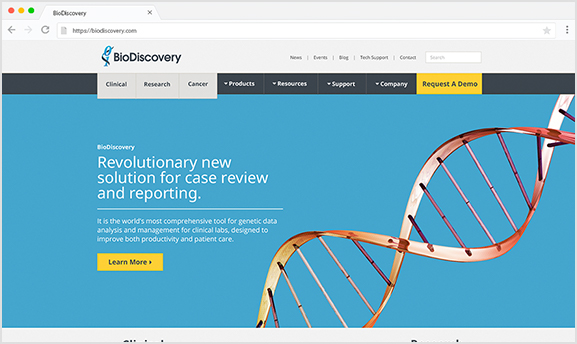 BioDiscovery
https://biodiscovery.com
BioDiscovery
News | Events | Blog | Tech Support | Contact
Search
Clinical Research Cancer Products Resources Support Company Request A Demo
BioDiscovery
Revolutionary new
solution for case review
and reporting.
It is the world's most comprehensive tool for genetic data
analysis and management for clinical labs, designed to
improve both productivity and patient care.
Learn More